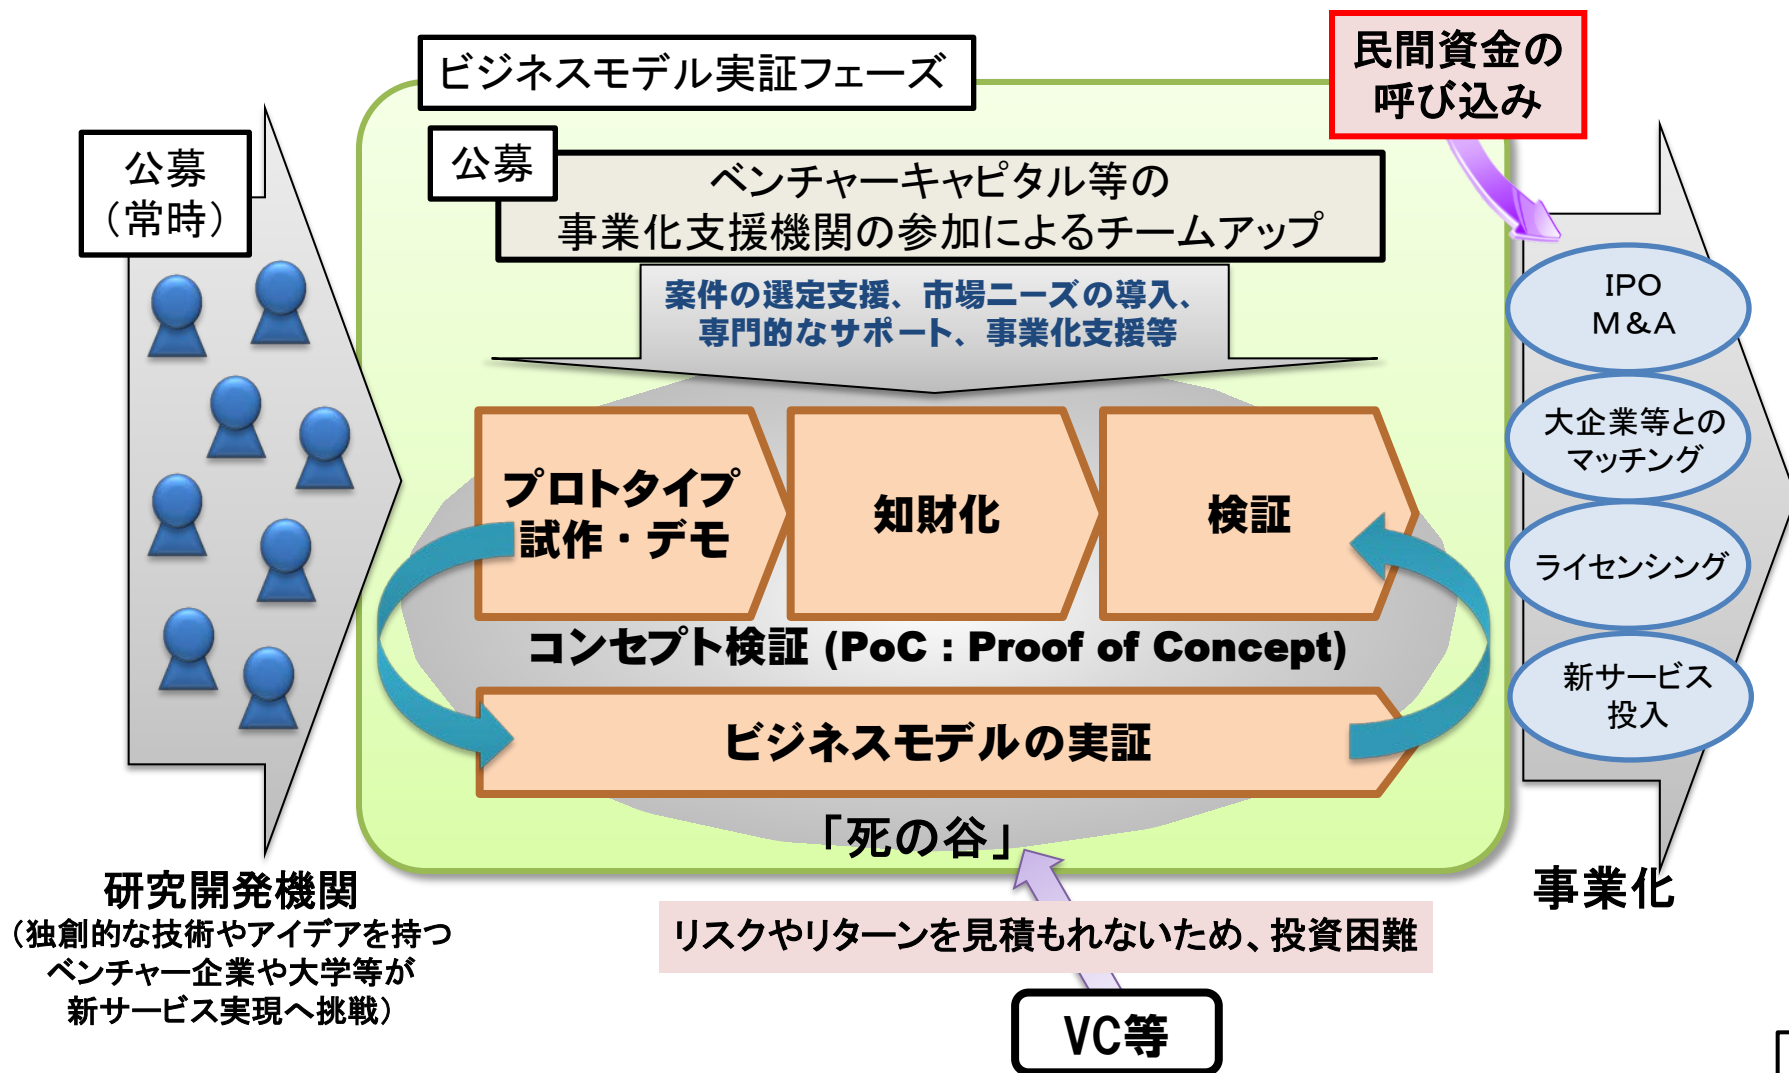 民間資金の
呼び込み
ビジネスモデル実証フェーズ
公募
(常時)
公募
ベンチャーキャピタル等の
事業化支援機関の参加によるチームアップ
案件の選定支援、市場ニーズの導入、
専門的なサポート、事業化支援等
IPO
M&A
大企業等との
マッチング
ライセンシング
新サービス
投入
プロトタイプ
試作・デモ
知財化
検証
コンセプト検証 (PoC : Proof of Concept)
ビジネスモデルの実証
「死の谷」
研究開発機関
(独創的な技術やアイデアを持つ
ベンチャー企業や大学等が
新サービス実現へ挑戦)
事業化
リスクやリターンを見積もれないため、投資困難
VC等